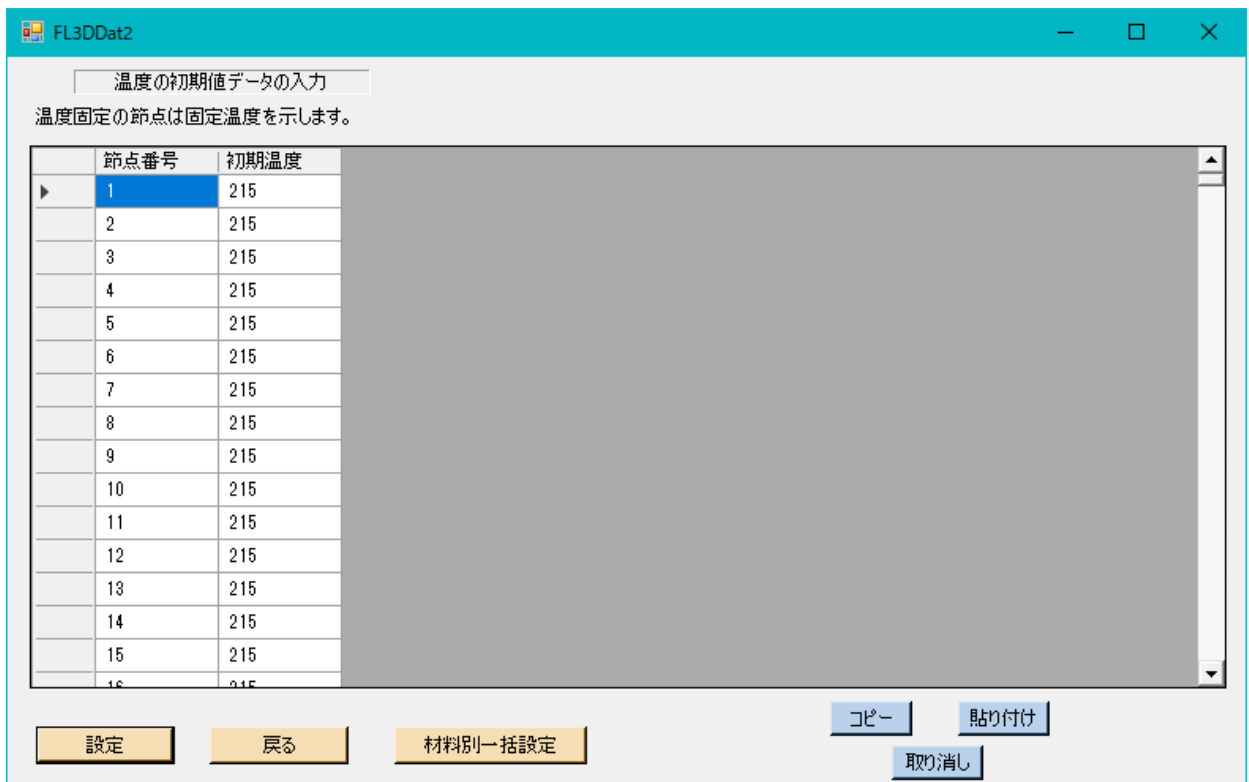 FL3DDat2
温度の初期値データの入力
温度固定の節点は固定温度を示します。
節点番号 初期温度
1 215
2 215
3 215
4 215
5 215
6 215
7 215
8 215
9 215
10 215
11 215
12 215
13 215
14 215
15 215
16 215
コピー 貼り付け
設定 戻る 材料別一括設定
取り消し